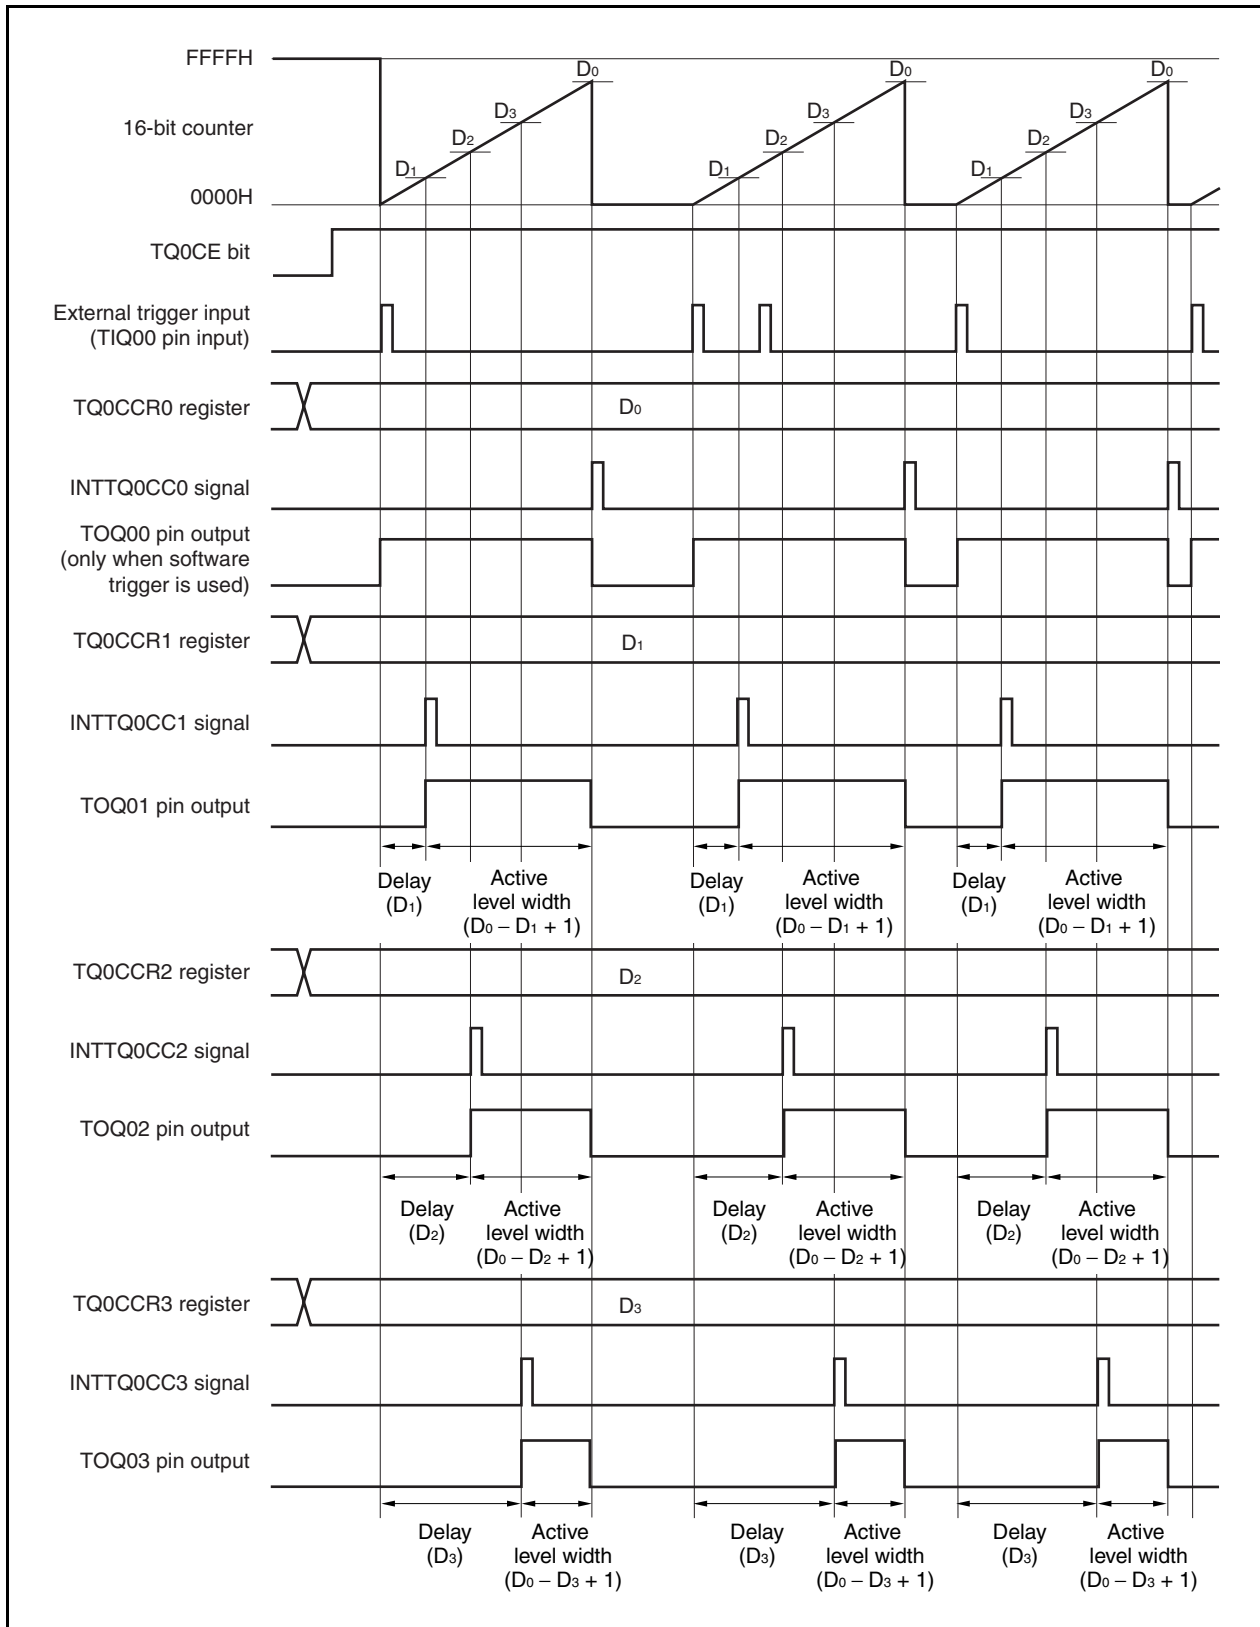 FFFFH
D0 D0 D0
D3 D3 D3
16-bit counter
D2 D2 D2
D1 D1 D1
0000H
TQ0CE bit
External trigger input
(TIQ00 pin input)
TQ0CCR0 register
D0
INTTQ0CC0 signal
TOQ00 pin output
(only when software
trigger is used)
TQ0CCR1 register
D1
INTTQ0CC1 signal
TOQ01 pin output
Delay Active Delay Active Delay Active
(D1) level width (D1) level width (D1) level width
(D0 – D1 + 1) (D0 – D1 + 1) (D0 – D1 + 1)
TQ0CCR2 register
D2
INTTQ0CC2 signal
TOQ02 pin output
Delay Active Delay Active Delay Active
(D2) level width (D2) level width (D2) level width
(D0 – D2 + 1) (D0 – D2 + 1) (D0 – D2 + 1)
TQ0CCR3 register
D3
INTTQ0CC3 signal
TOQ03 pin output
Delay Active Delay Active Delay Active
(D3) level width (D3) level width (D3) level width
(D0 – D3 + 1) (D0 – D3 + 1) (D0 – D3 + 1)